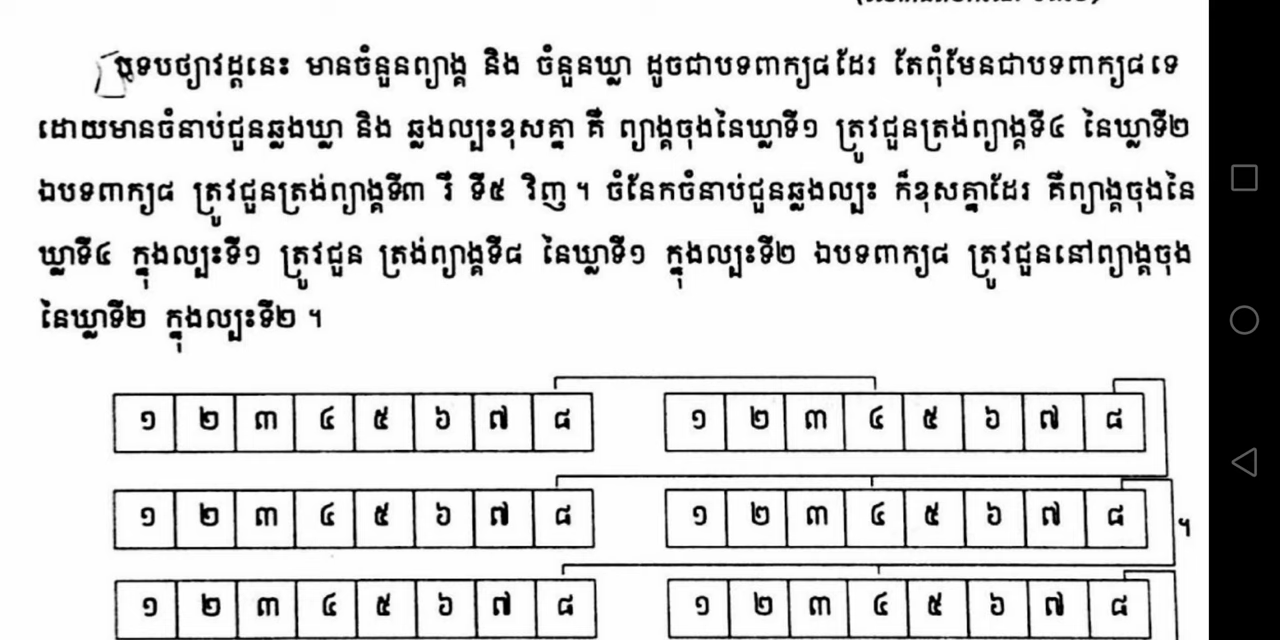 បទបថ្យាវដ្តនេះ មានចំនួនព្យាង្គ និង ចំនួនឃ្លា ដូចជាបទពាក្យ៨ដែរ តែពុំមែនជាបទពាក្យ៨ទេ
ដោយមានចំនាប់ជួនឆ្លងឃ្លា និង ឆ្លងល្បះខុសគ្នា គឺ ព្យាង្គចុងនៃឃ្លាទី១ ត្រូវជួនត្រង់ព្យាង្គទី៤ នៃឃ្លាទី២
ឯបទពាក្យ៨ ត្រូវជួនត្រង់ព្យាង្គទី៣ រឺ ទី៥ វិញ ។ ចំនែកចំនាប់ជួនឆ្លងល្បះ ក៏ខុសគ្នាដែរ គឺព្យាង្គចុងនៃ
ឃ្លាទី៤ ក្នុងល្បះទី១ ត្រូវជួន ត្រង់ព្យាង្គទី៨ នៃឃ្លាទី១ ក្នុងល្បះទី២ ឯបទពាក្យ៨ ត្រូវជួននៅព្យាង្គចុង
នៃឃ្លាទី២ ក្នុងល្បះទី២ ។
១ ២ ៣ ៤ ៥ ៦ ៧ ៨ ១ ២ ៣ ៤ ៥ ៦ ៧ ៨
១ ២ ៣ ៤ ៥ ៦ ៧ ៨ ១ ២ ៣ ៤ ៥ ៦ ៧ ៨ ។
១ ២ ៣ ៤ ៥ ៦ ៧ ៨ ១ ២ ៣ ៤ ៥ ៦ ៧ ៨